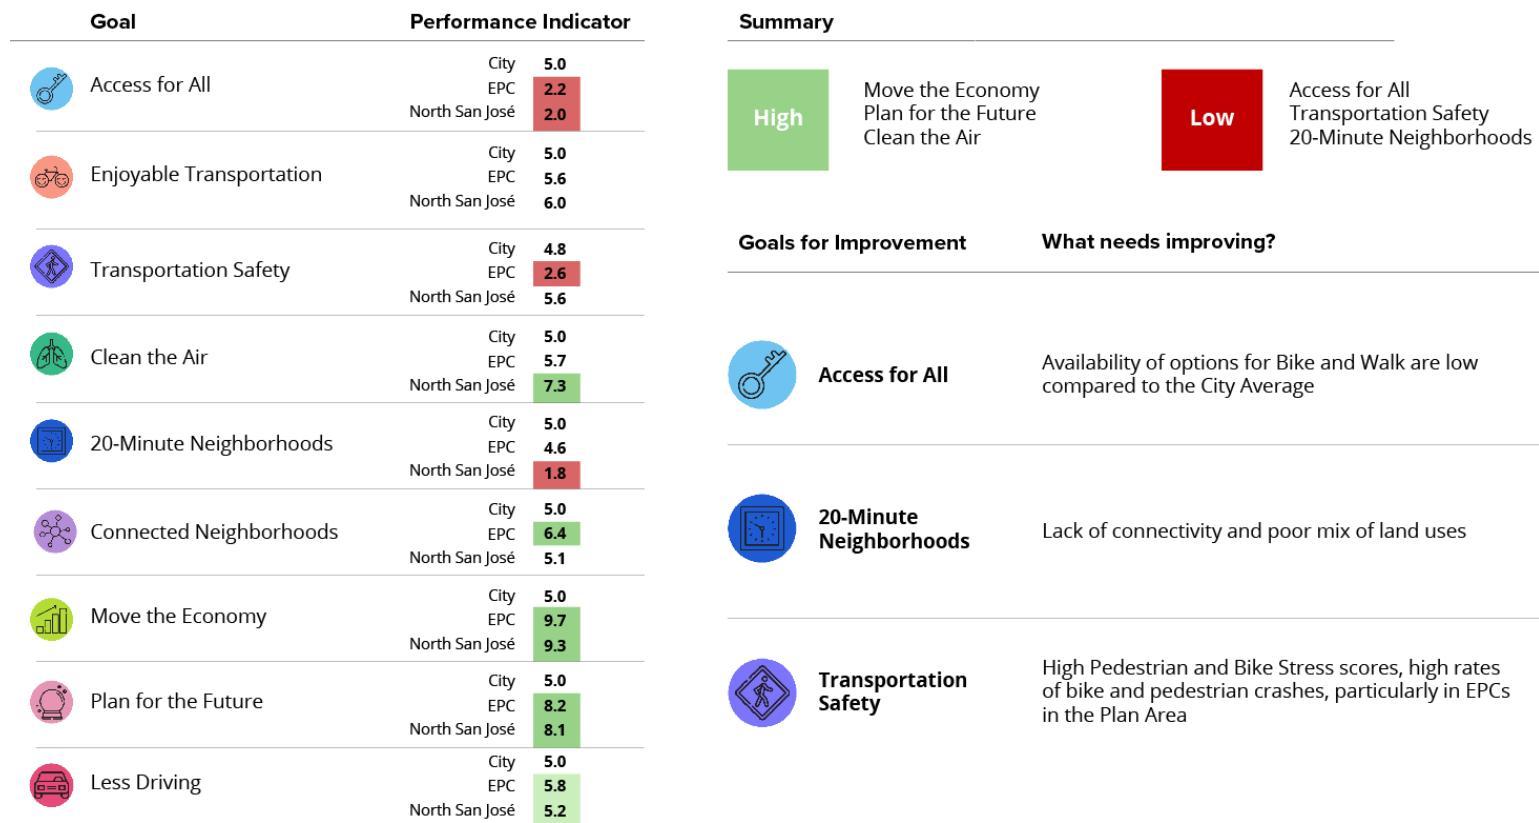 Goal Performance Indicator
Access for All
City 5.0
EPC 2.2
North San José 2.0
Enjoyable Transportation
City 5.0
EPC 5.6
North San José 6.0
Transportation Safety
City 4.8
EPC 2.6
North San José 5.6
Clean the Air
City 5.0
EPC 5.7
North San José 7.3
20-Minute Neighborhoods
City 5.0
EPC 4.6
North San José 1.8
Connected Neighborhoods
City 5.0
EPC 6.4
North San José 5.1
Move the Economy
City 5.0
EPC 9.7
North San José 9.3
Plan for the Future
City 5.0
EPC 8.2
North San José 8.1
Less Driving
City 5.0
EPC 5.8
North San José 5.2
Summary
High
Move the Economy
Plan for the Future
Clean the Air
Low
Access for All
Transportation Safety
20-Minute Neighborhoods
Goals for Improvement What needs improving?
Access for All
Availability of options for Bike and Walk are low
compared to the City Average
20-Minute
Neighborhoods
Lack of connectivity and poor mix of land uses
Transportation
Safety
High Pedestrian and Bike Stress scores, high rates
of bike and pedestrian crashes, particularly in EPCs
in the Plan Area